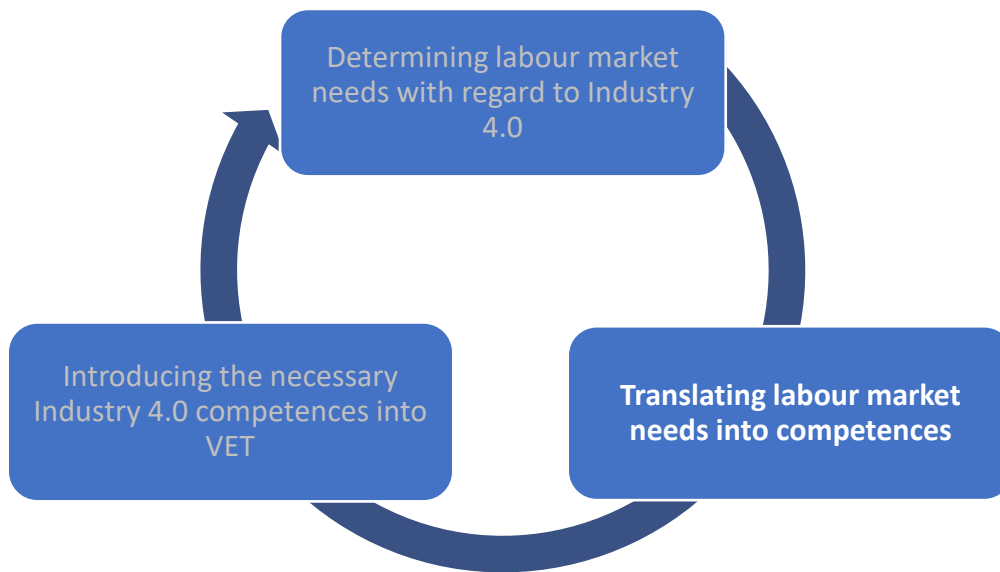 Determining labour market
needs with regard to Industry
4.0
Introducing the necessary
Industry 4.0 competences into
VET
Translating labour market
needs into competences